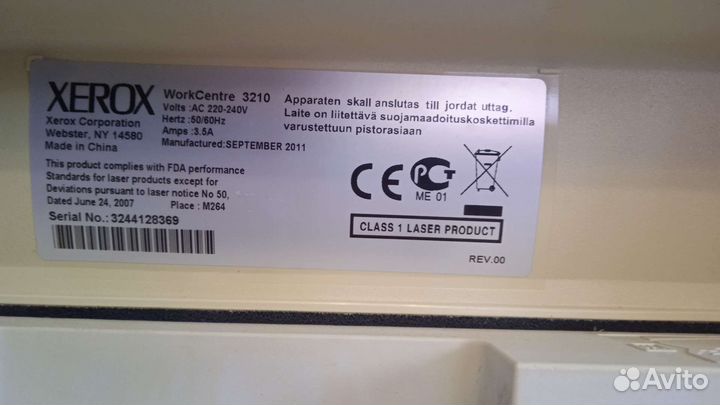 XEROX
WorkCentre 3210
Volts :AC 220-240V
Hertz :50/60Hz
Amps :3.5A
Manufactured:SEPTEMBER 2011
Xerox Corporation
Webster, NY 14580
Made in China
Apparaten skall anslutas till jordat uttag.
Laite on liitettävä suojamaadoituskoskettimilla
varustettuun pistorasiaan
This product complies with FDA performance
Standards for laser products except for
Deviations pursuant to laser notice No 50,
Dated June 24, 2007 Place : M264
Serial No.:3244128369
CE
РСТ
ME 01
CLASS 1 LASER PRODUCT
REV.00
Avito